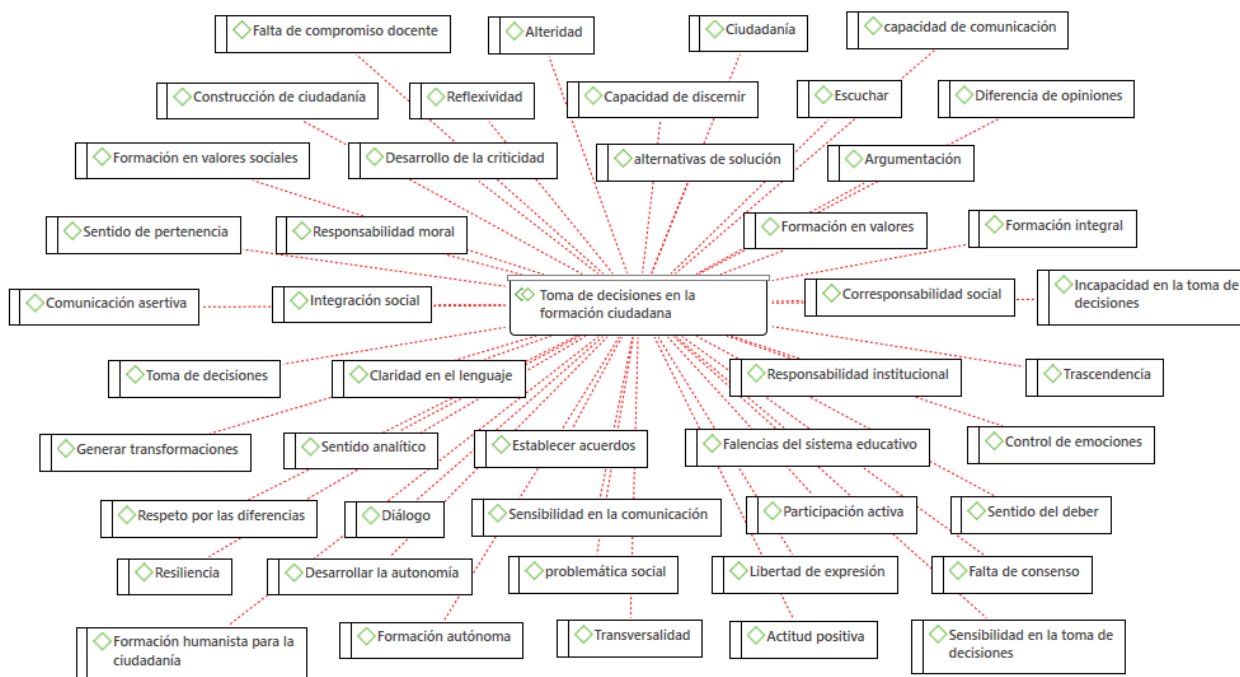 Falta de compromiso docente
Alteridad
Ciudadanía
capacidad de comunicación
Construcción de ciudadanía
Reflexividad
Capacidad de discernir
Escuchar
Diferencia de opiniones
Formación en valores sociales
Desarrollo de la criticidad
alternativas de solución
Argumentación
Sentido de pertenencia
Responsabilidad moral
Formación en valores
Formación integral
Comunicación asertiva
Integración social
Toma de decisiones en la
formación ciudadana
Corresponsabilidad social
Incapacidad en la toma de
decisiones
Toma de decisiones
Claridad en el lenguaje
Responsabilidad institucional
Trascendencia
Generar transformaciones
Sentido analítico
Establecer acuerdos
Falencias del sistema educativo
Control de emociones
Respeto por las diferencias
Diálogo
Sensibilidad en la comunicación
Participación activa
Sentido del deber
Resiliencia
Desarrollar la autonomía
problemática social
Libertad de expresión
Falta de consenso
Formación humanista para la
ciudadanía
Formación autónoma
Transversalidad
Actitud positiva
Sensibilidad en la toma de
decisiones